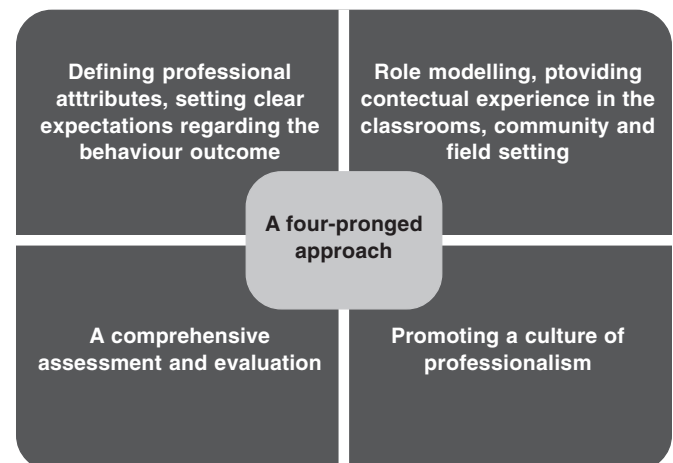 Defining professional
atttributes, setting clear
expectations regarding the
behaviour outcome
Role modelling, ptoviding
contectual experience in the
classrooms, community and
field setting
A four-pronged
approach
A comprehensive
assessment and evaluation
Promoting a culture of
professionalism